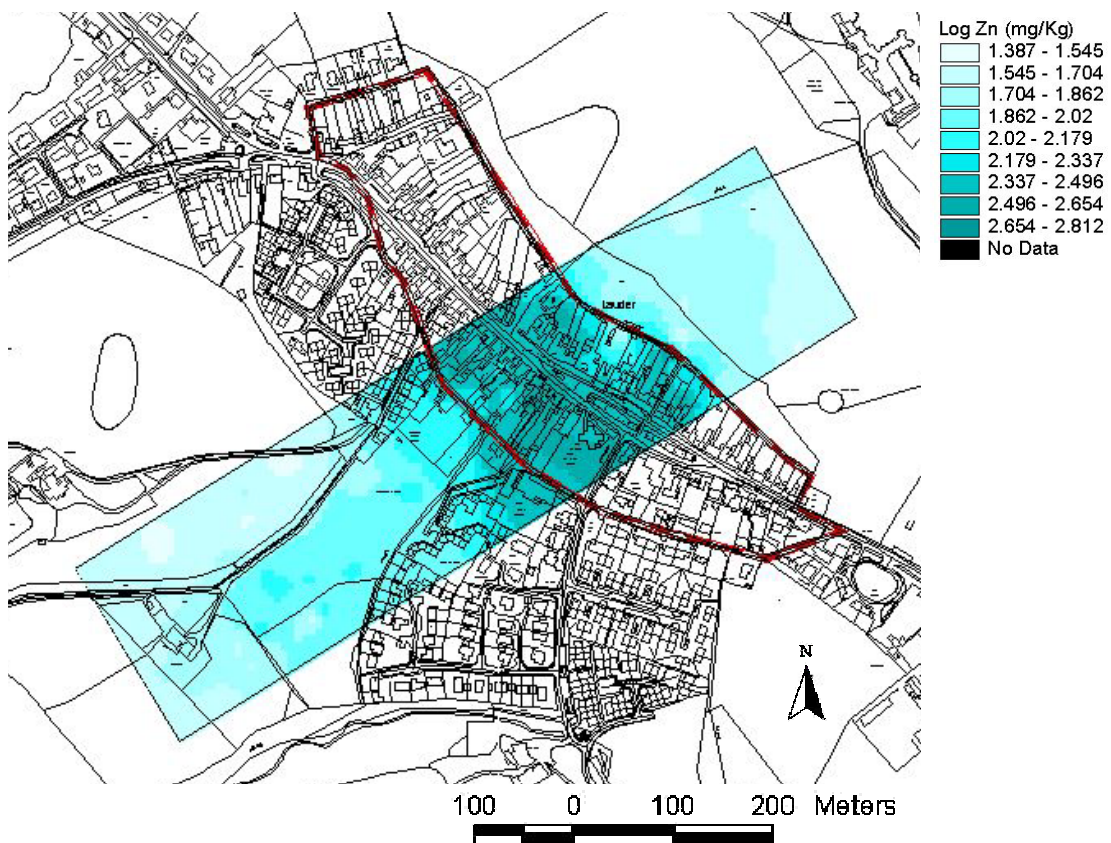 Log Zn (mg/Kg)
1.387 - 1.545
1.545 - 1.704
1.704 - 1.862
1.862 - 2.02
2.02 - 2.179
2.179 - 2.337
2.337 - 2.496
2.496 - 2.654
2.654 - 2.812
No Data
Lauder
N
100 0 100 200 Meters